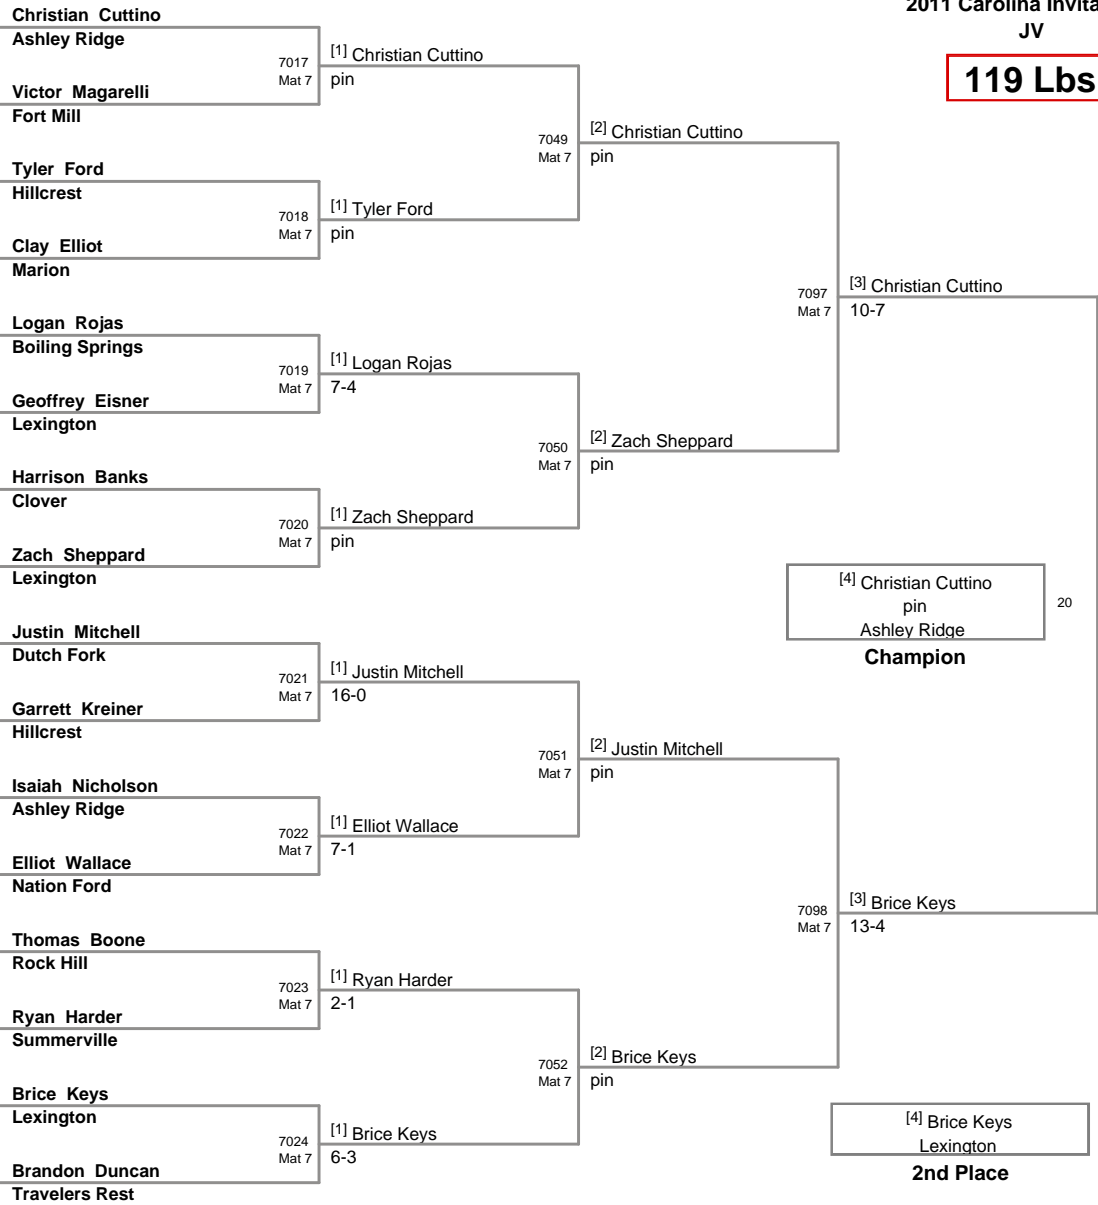 2011 Carolina Invita
JV
119 Lbs
Christian Cuttino
Ashley Ridge
7017
Mat 7
[1] Christian Cuttino
pin
Victor Magarelli
Fort Mill
7049
Mat 7
[2] Christian Cuttino
pin
Tyler Ford
Hillcrest
7018
Mat 7
[1] Tyler Ford
pin
Clay Elliot
Marion
7097
Mat 7
[3] Christian Cuttino
10-7
Logan Rojas
Boiling Springs
7019
Mat 7
[1] Logan Rojas
7-4
Geoffrey Eisner
Lexington
7050
Mat 7
[2] Zach Sheppard
pin
Harrison Banks
Clover
7020
Mat 7
[1] Zach Sheppard
pin
Zach Sheppard
Lexington
[4] Christian Cuttino
pin
Ashley Ridge
20
Champion
Justin Mitchell
Dutch Fork
7021
Mat 7
[1] Justin Mitchell
16-0
Garrett Kreiner
Hillcrest
7051
Mat 7
[2] Justin Mitchell
pin
Isaiah Nicholson
Ashley Ridge
7022
Mat 7
[1] Elliot Wallace
7-1
Elliot Wallace
Nation Ford
7098
Mat 7
[3] Brice Keys
13-4
Thomas Boone
Rock Hill
7023
Mat 7
[1] Ryan Harder
2-1
Ryan Harder
Summerville
7052
Mat 7
[2] Brice Keys
pin
Brice Keys
Lexington
7024
Mat 7
[1] Brice Keys
6-3
Brandon Duncan
Travelers Rest
[4] Brice Keys
Lexington
2nd Place